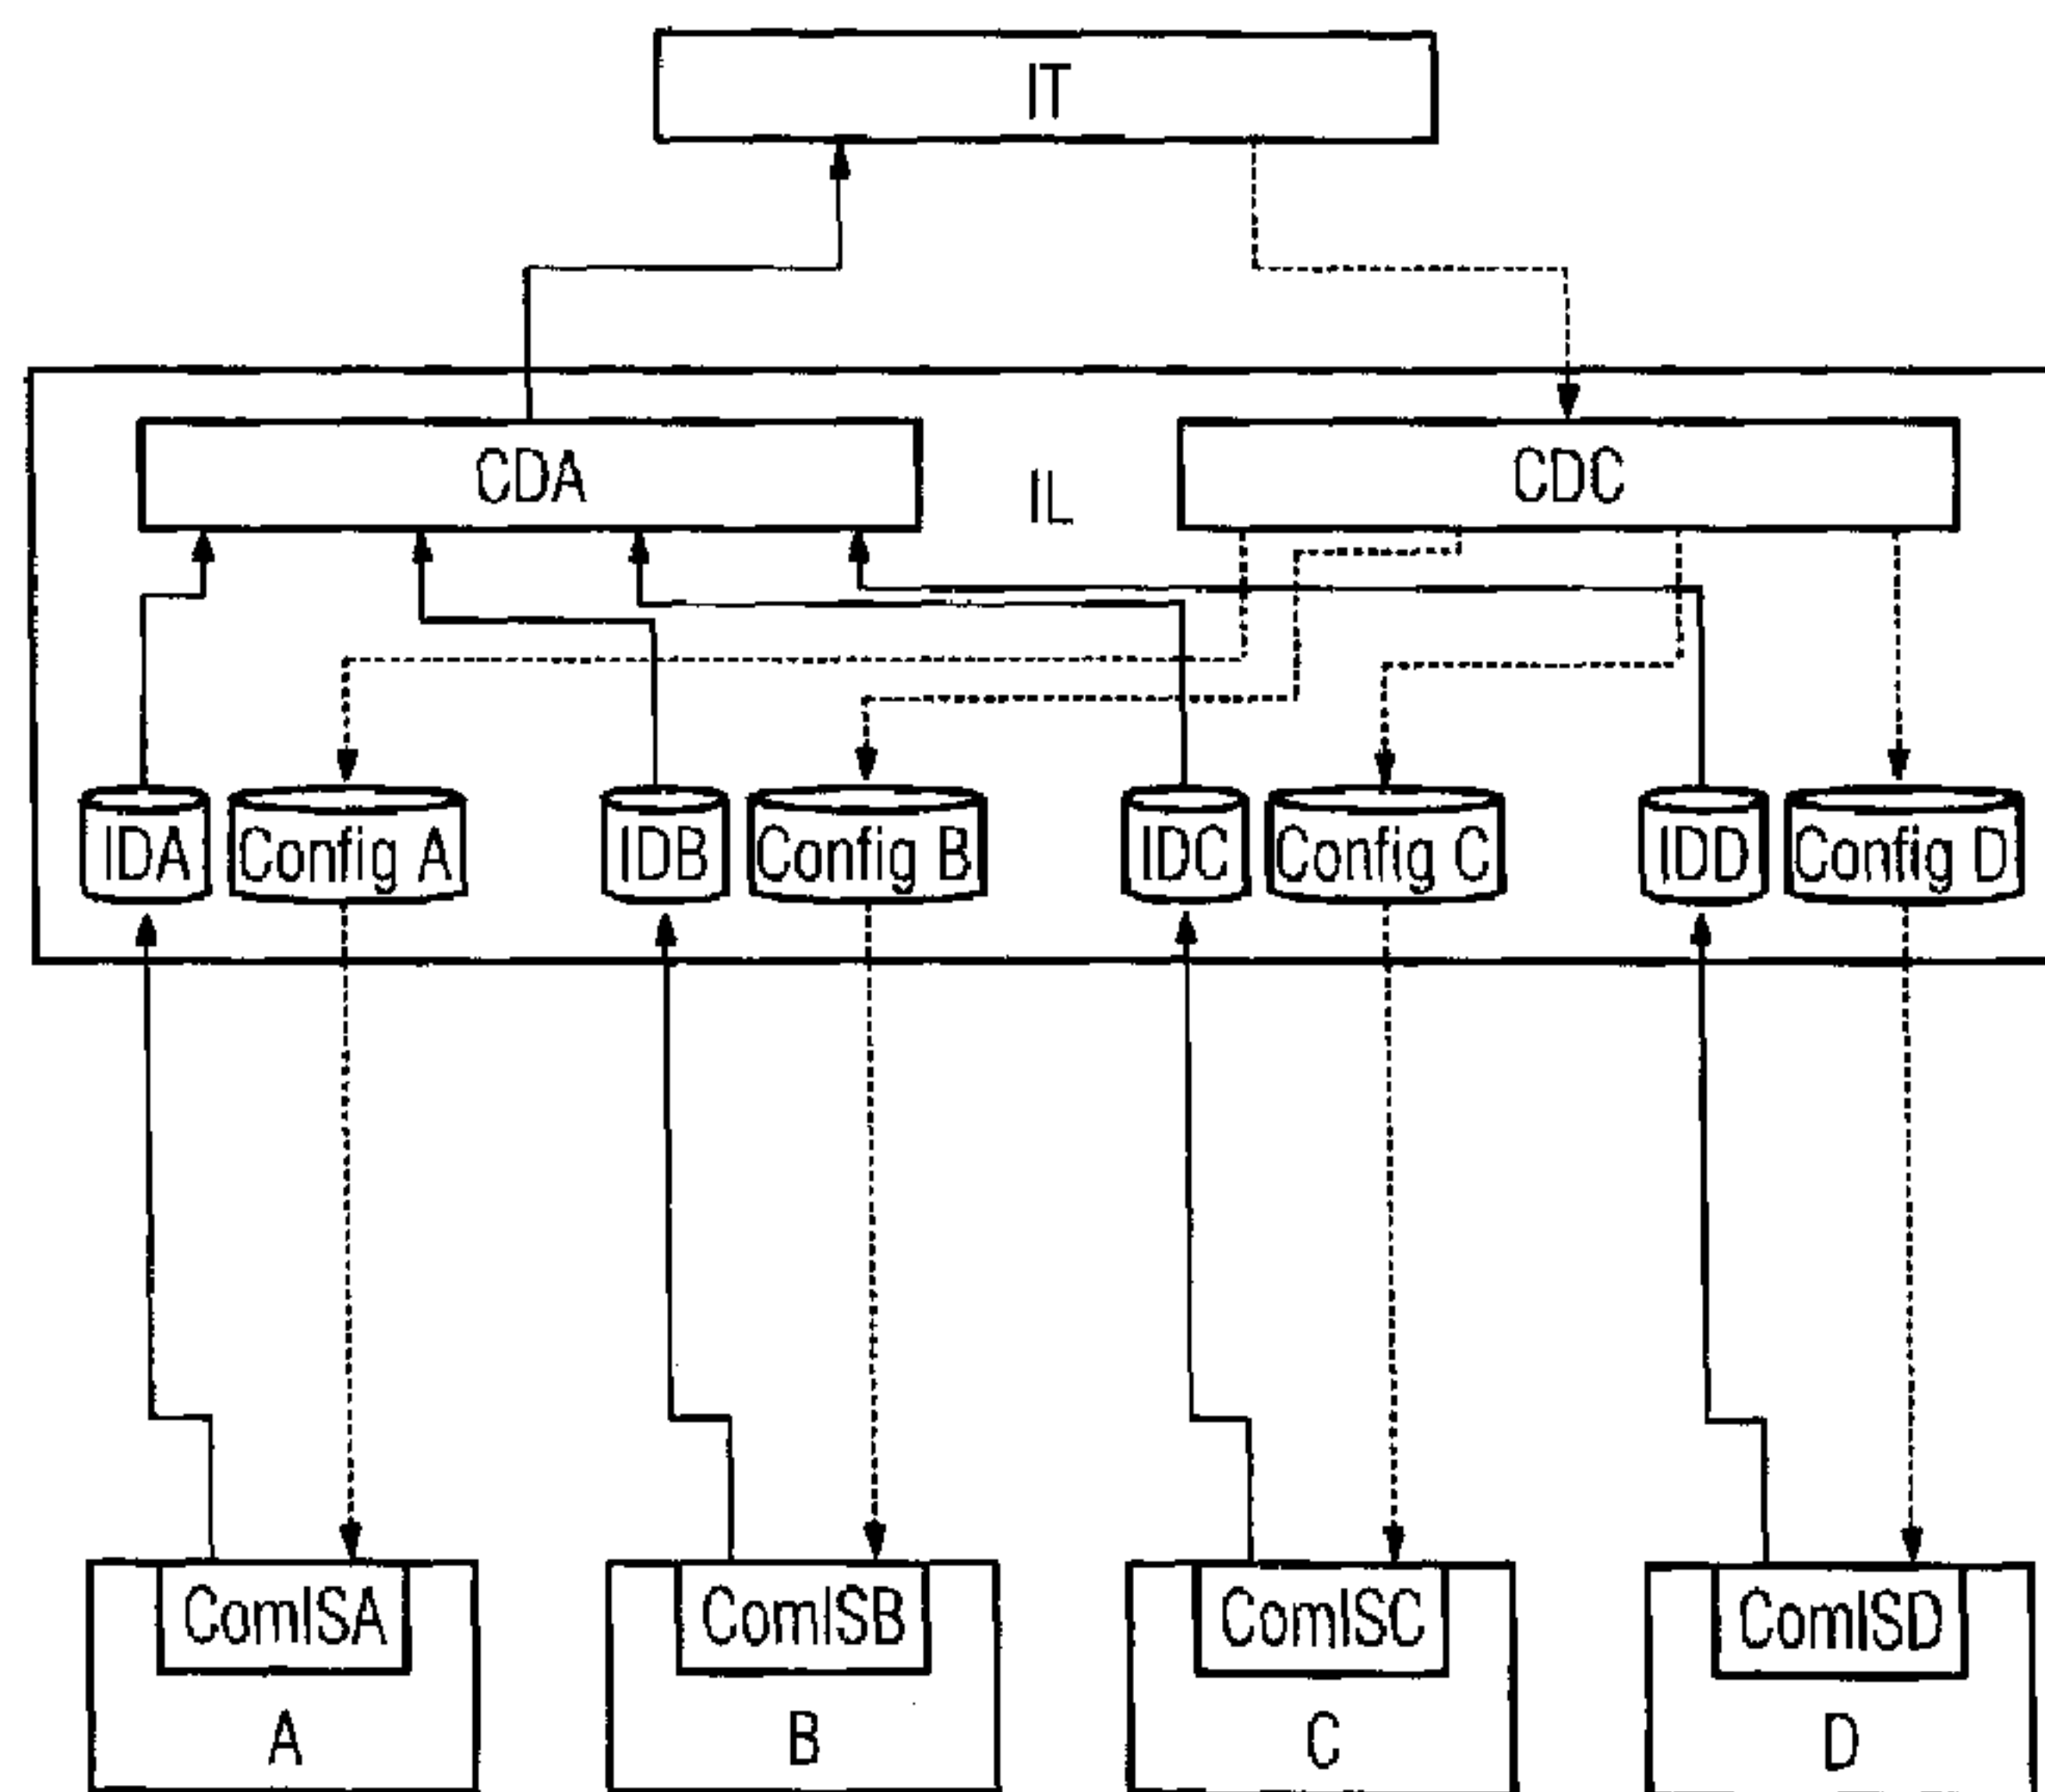 IT
CDA
IL
CDC
IDA
Config A
IDB
Config B
IDC
Config C
IDD
Config D
ComISA
ComISB
ComISC
ComISD
A
B
C
D